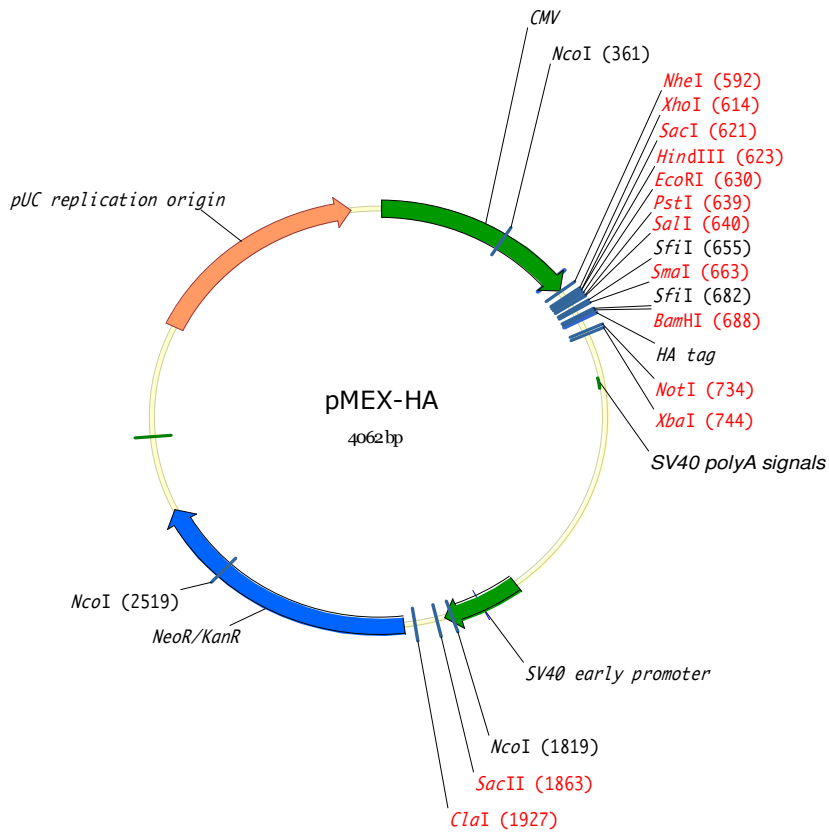 CMV
NcoI (361)
NheI (592)
XhoI (614)
SacI (621)
HindIII (623)
EcoRI (630)
PstI (639)
SalI (640)
SfiI (655)
SmaI (663)
SfiI (682)
BamHI (688)
HA tag
NotI (734)
XbaI (744)
SV40 polyA signals
pUC replication origin
pMEX-HA
4062 bp
NcoI (2519)
NeoR/KanR
SV40 early promoter
NcoI (1819)
SacII (1863)
ClaI (1927)